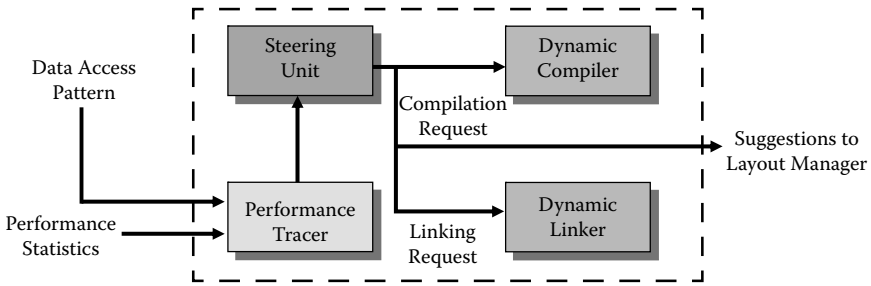 Data Access
Pattern
Performance
Statistics
Steering
Unit
Performance
Tracer
Dynamic
Compiler
Compilation
Request
Suggestions to
Layout Manager
Linking
Request
Dynamic
Linker